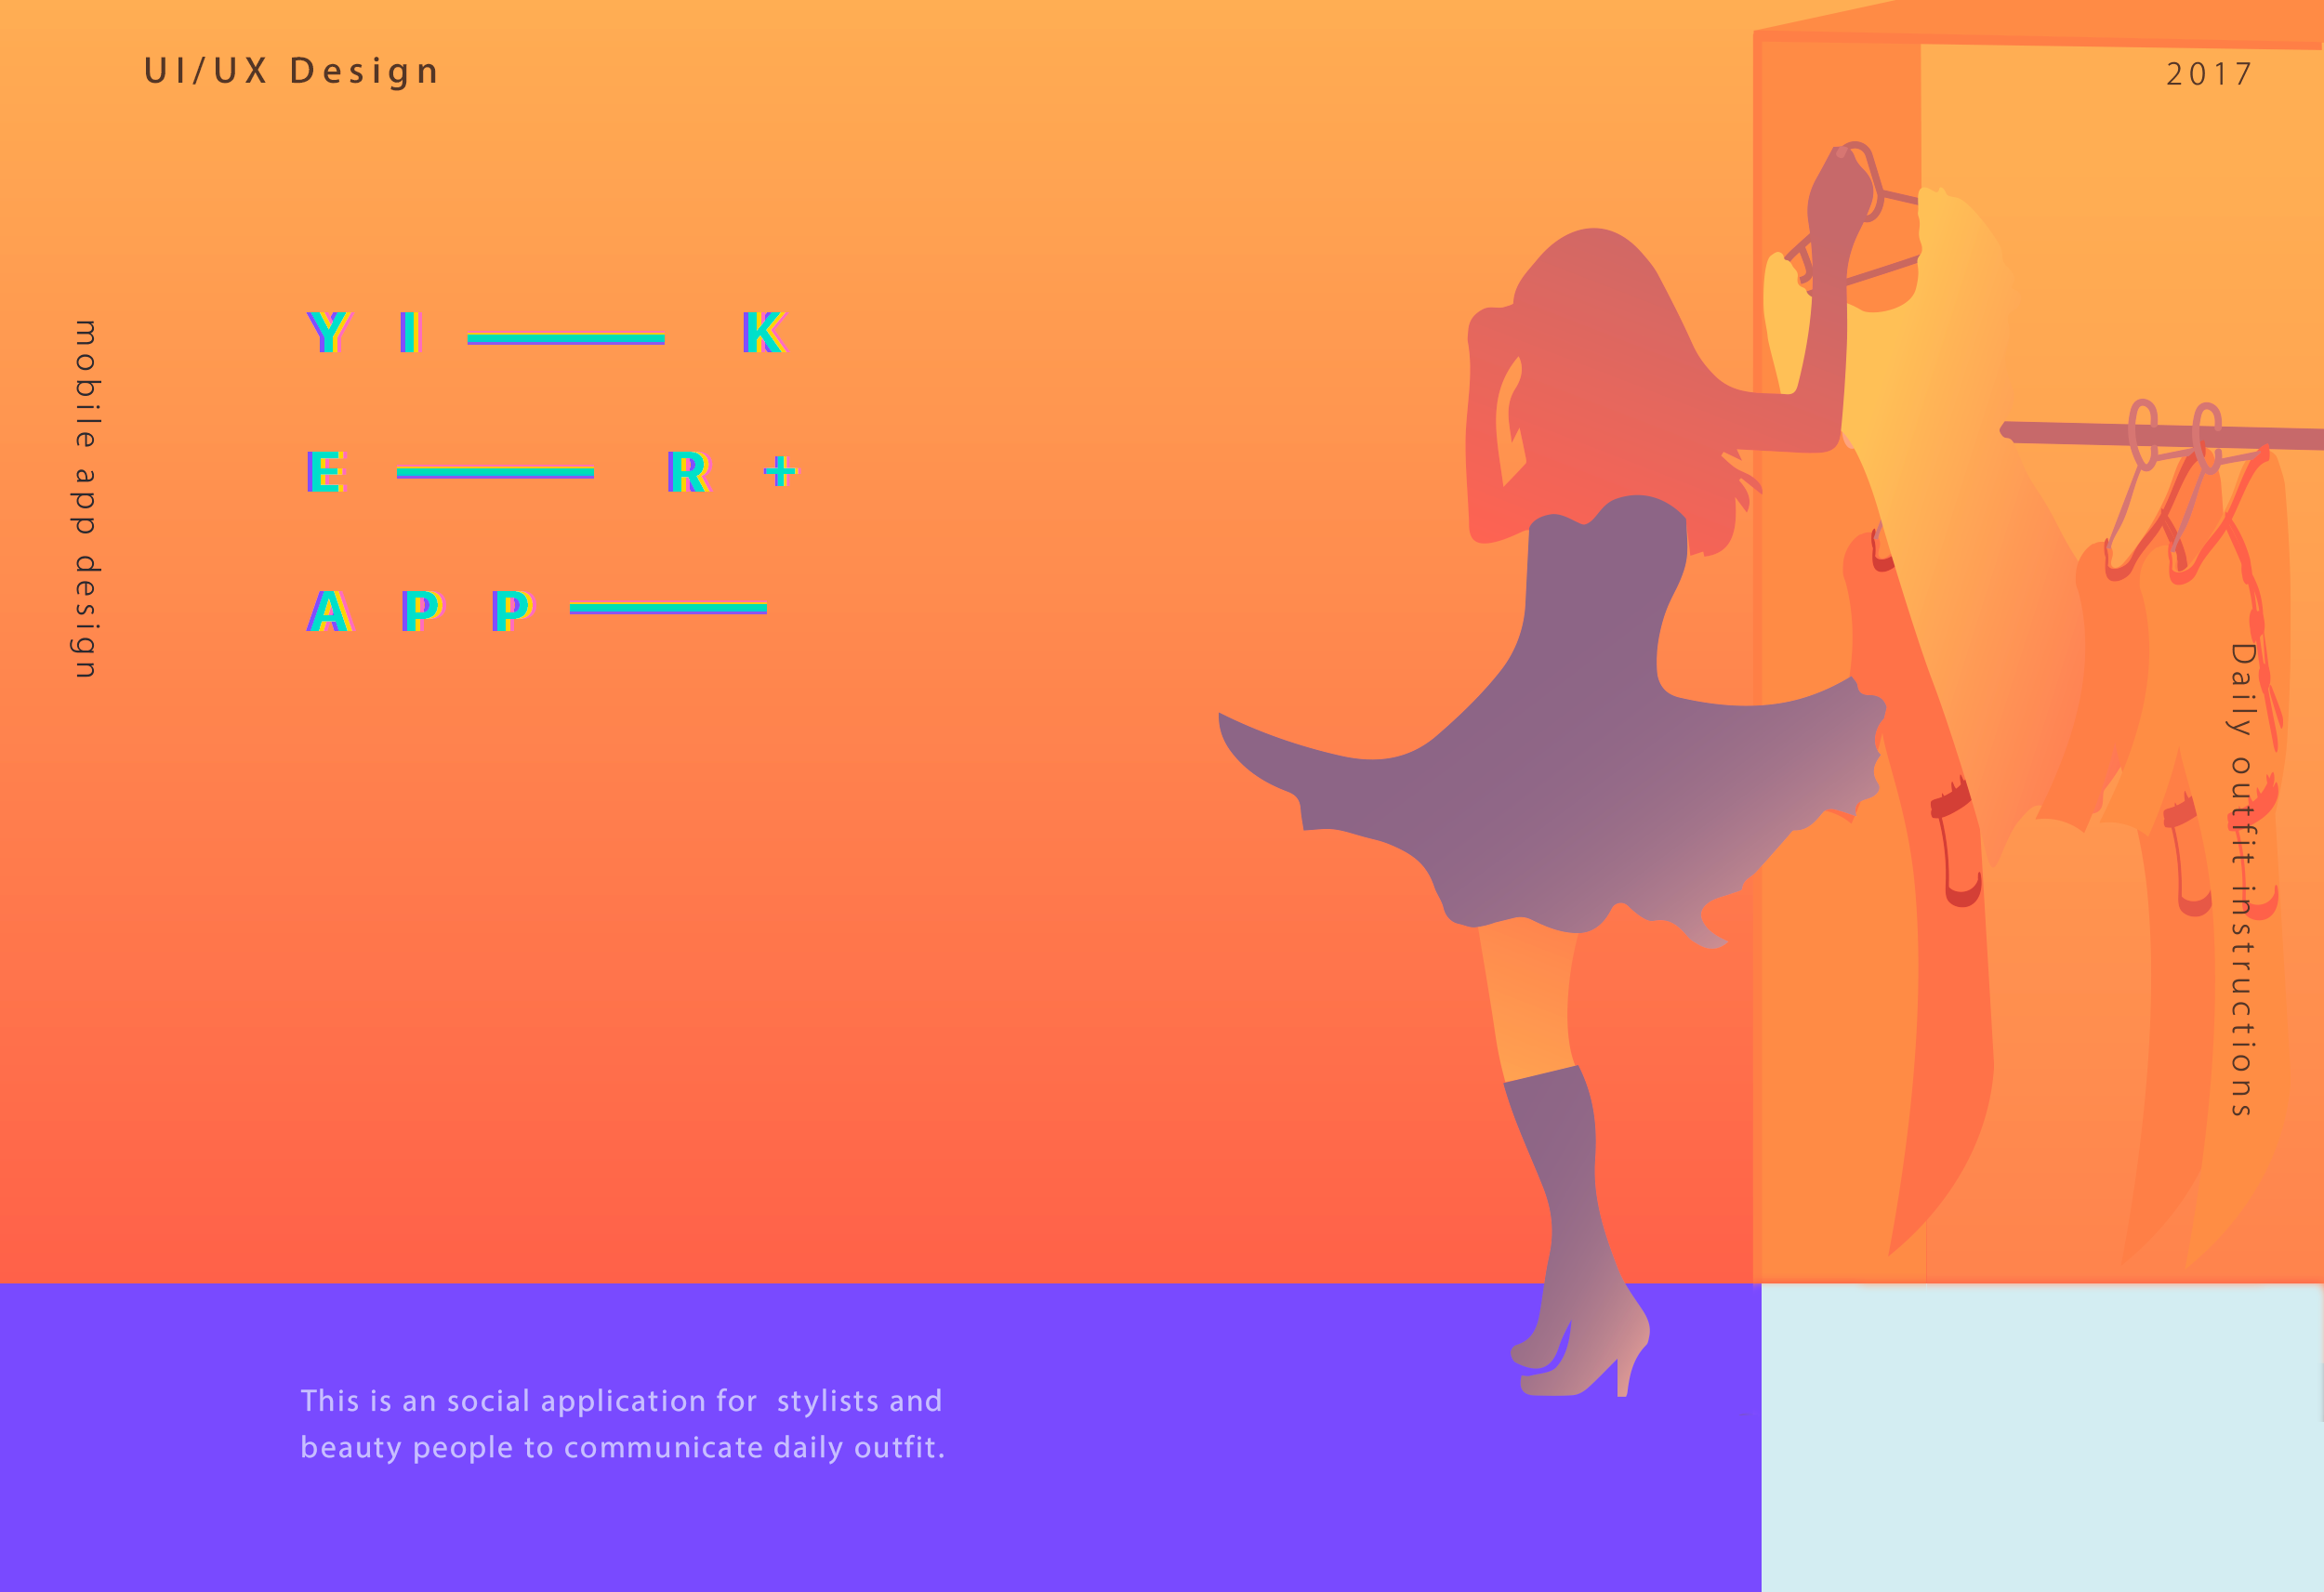 UI/UX Design
2017
mobile app design
Y I — K
E — R +
A P P —
Daily outfit instructions
This is an social application for stylists and
beauty people to communicate daily outfit.